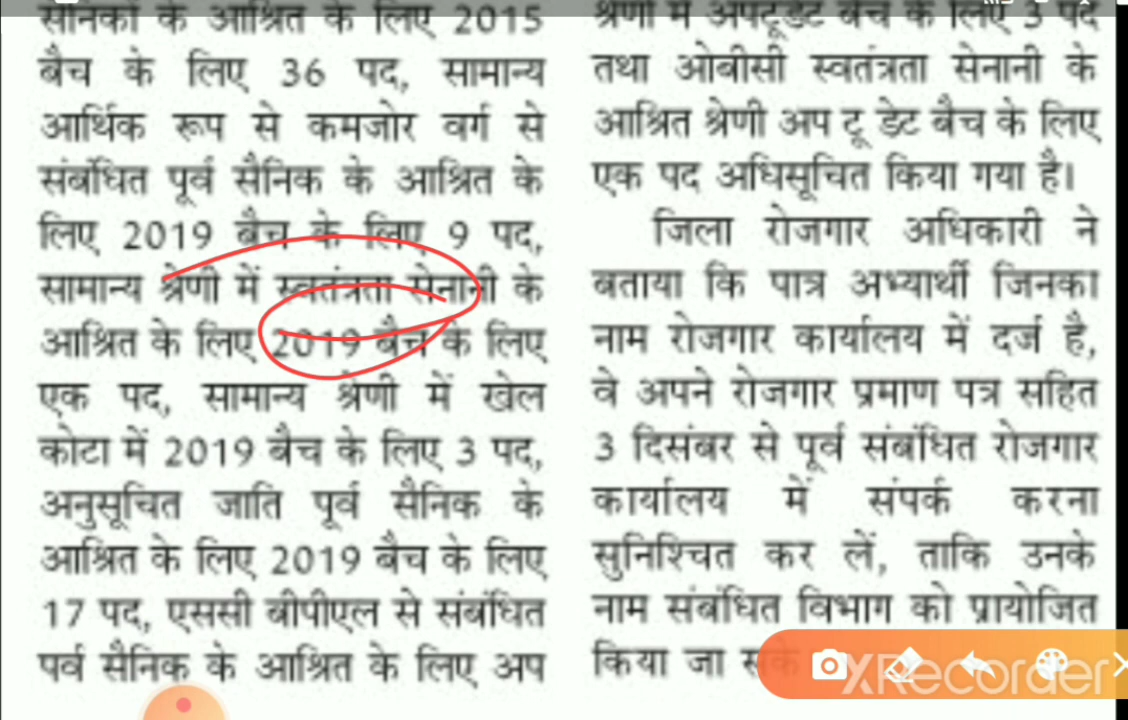 सैनिकों के आश्रित के लिए 2015
बैच के लिए 36 पद, सामान्य
आर्थिक रूप से कमजोर वर्ग से
संबंधित पूर्व सैनिक के आश्रित के
लिए 2019 बैच के लिए 9 पद,
सामान्य श्रेणी में स्वतंत्रता सेनानी के
आश्रित के लिए 2019 बैच के लिए
एक पद, सामान्य श्रेणी में खेल
कोटा में 2019 बैच के लिए 3 पद,
अनुसूचित जाति पूर्व सैनिक के
आश्रित के लिए 2019 बैच के लिए
17 पद, एससी बीपीएल से संबंधित
पूर्व सैनिक के आश्रित के लिए अप
श्रेणी में अपटूडेट बैच के लिए 3 पद
तथा ओबीसी स्वतंत्रता सेनानी के
आश्रित श्रेणी अप टू डेट बैच के लिए
एक पद अधिसूचित किया गया है।
जिला रोजगार अधिकारी ने
बताया कि पात्र अभ्यार्थी जिनका
नाम रोजगार कार्यालय में दर्ज है,
वे अपने रोजगार प्रमाण पत्र सहित
3 दिसंबर से पूर्व संबंधित रोजगार
कार्यालय में संपर्क करना
सुनिश्चित कर लें, ताकि उनके
नाम संबंधित विभाग को प्रायोजित
किया जा सके
XRecorder